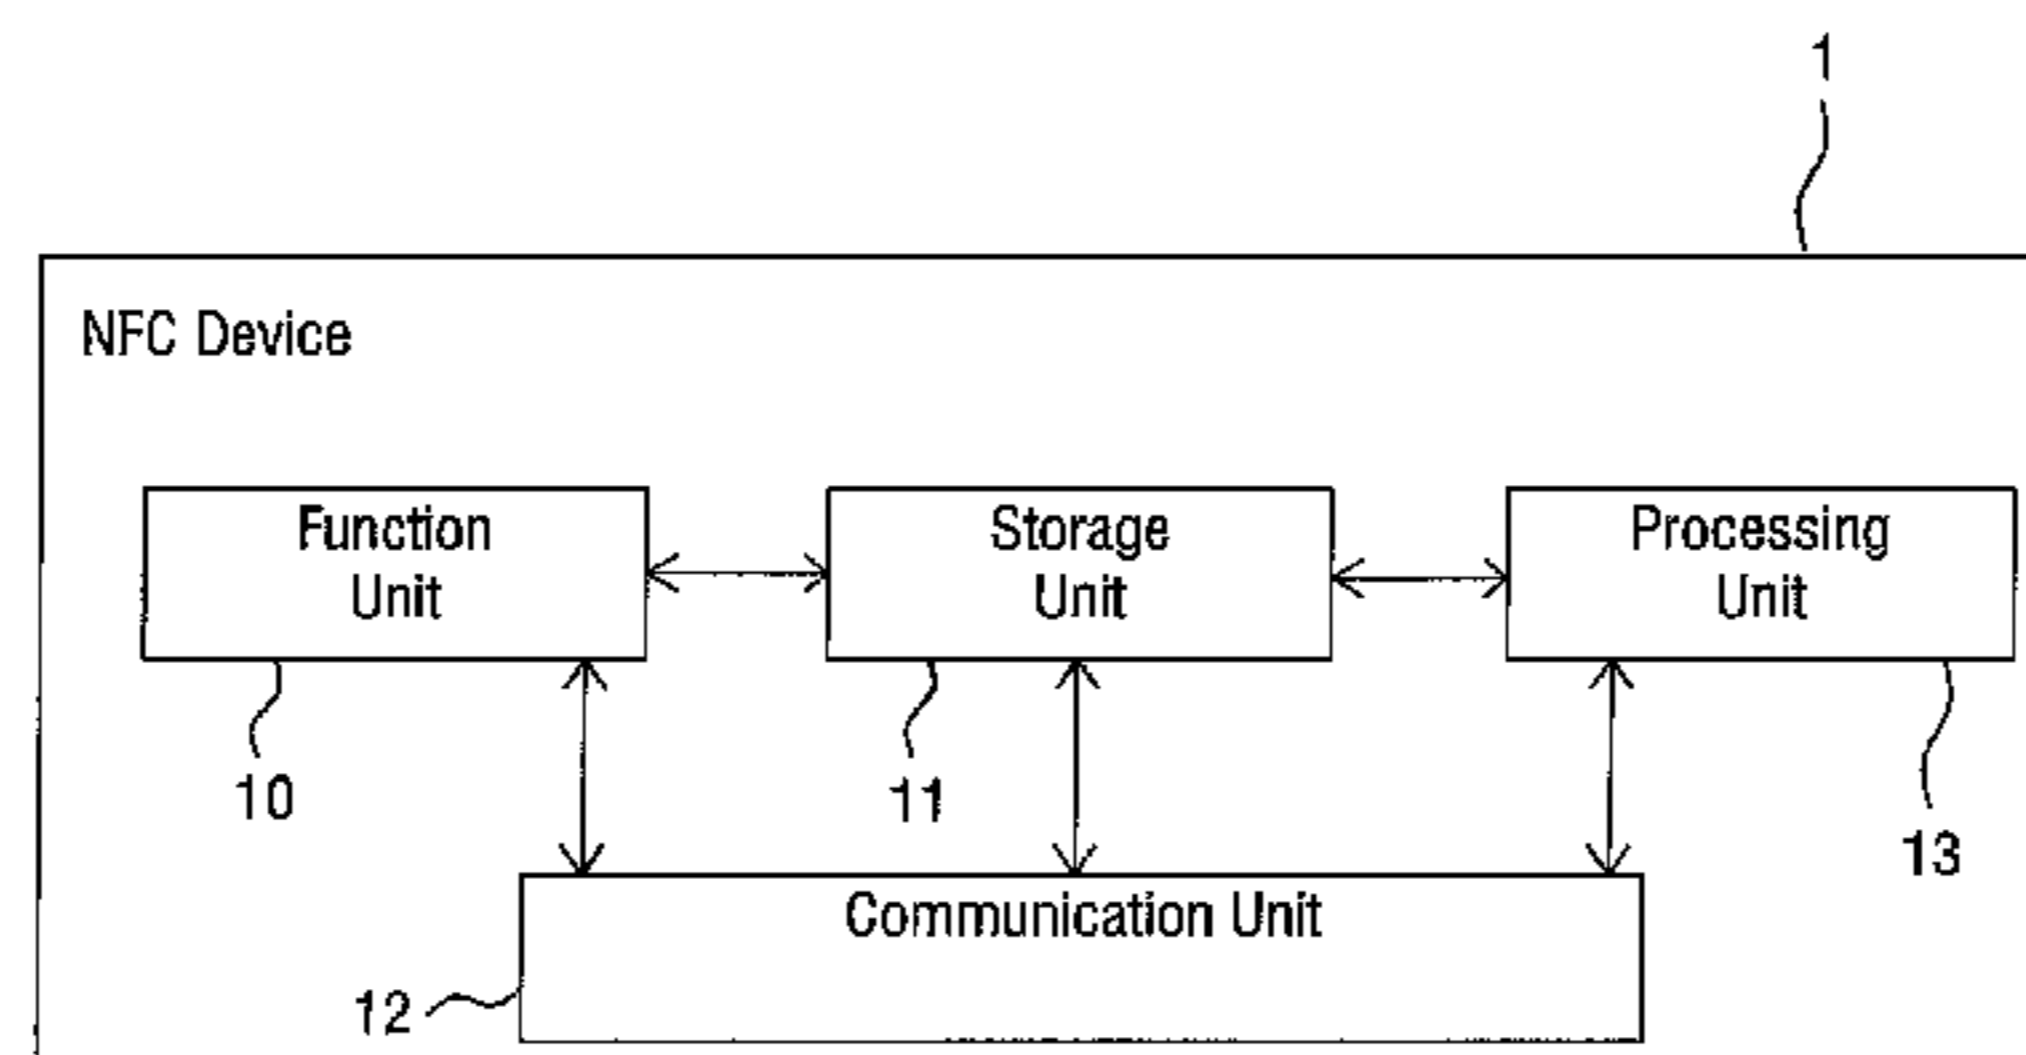 1
NFC Device
Function
Unit
Storage
Unit
Processing
Unit
10
11
13
Communication Unit
12